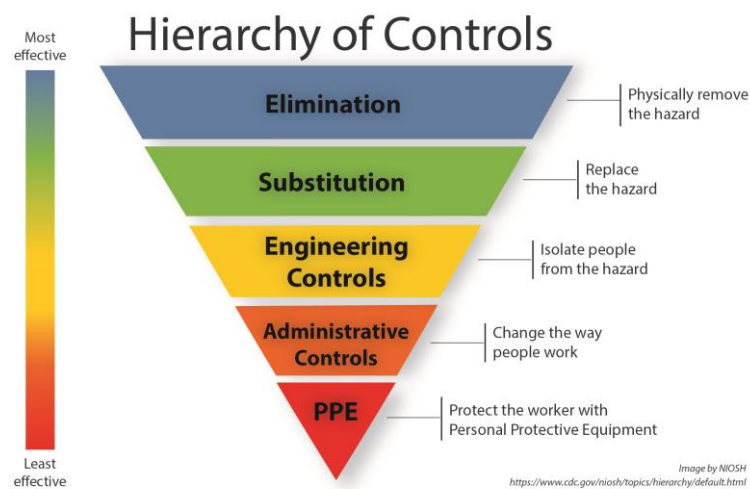 Hierarchy of Controls
Most
effective
Elimination
Physically remove
the hazard
Substitution
Replace
the hazard
Engineering
Controls
Isolate people
from the hazard
Administrative
Controls
Change the way
people work
PPE
Protect the worker with
Personal Protective Equipment
Least
effective
Image by NIOSH
https://www.cdc.gov/niosh/topics/hierarchy/default.html